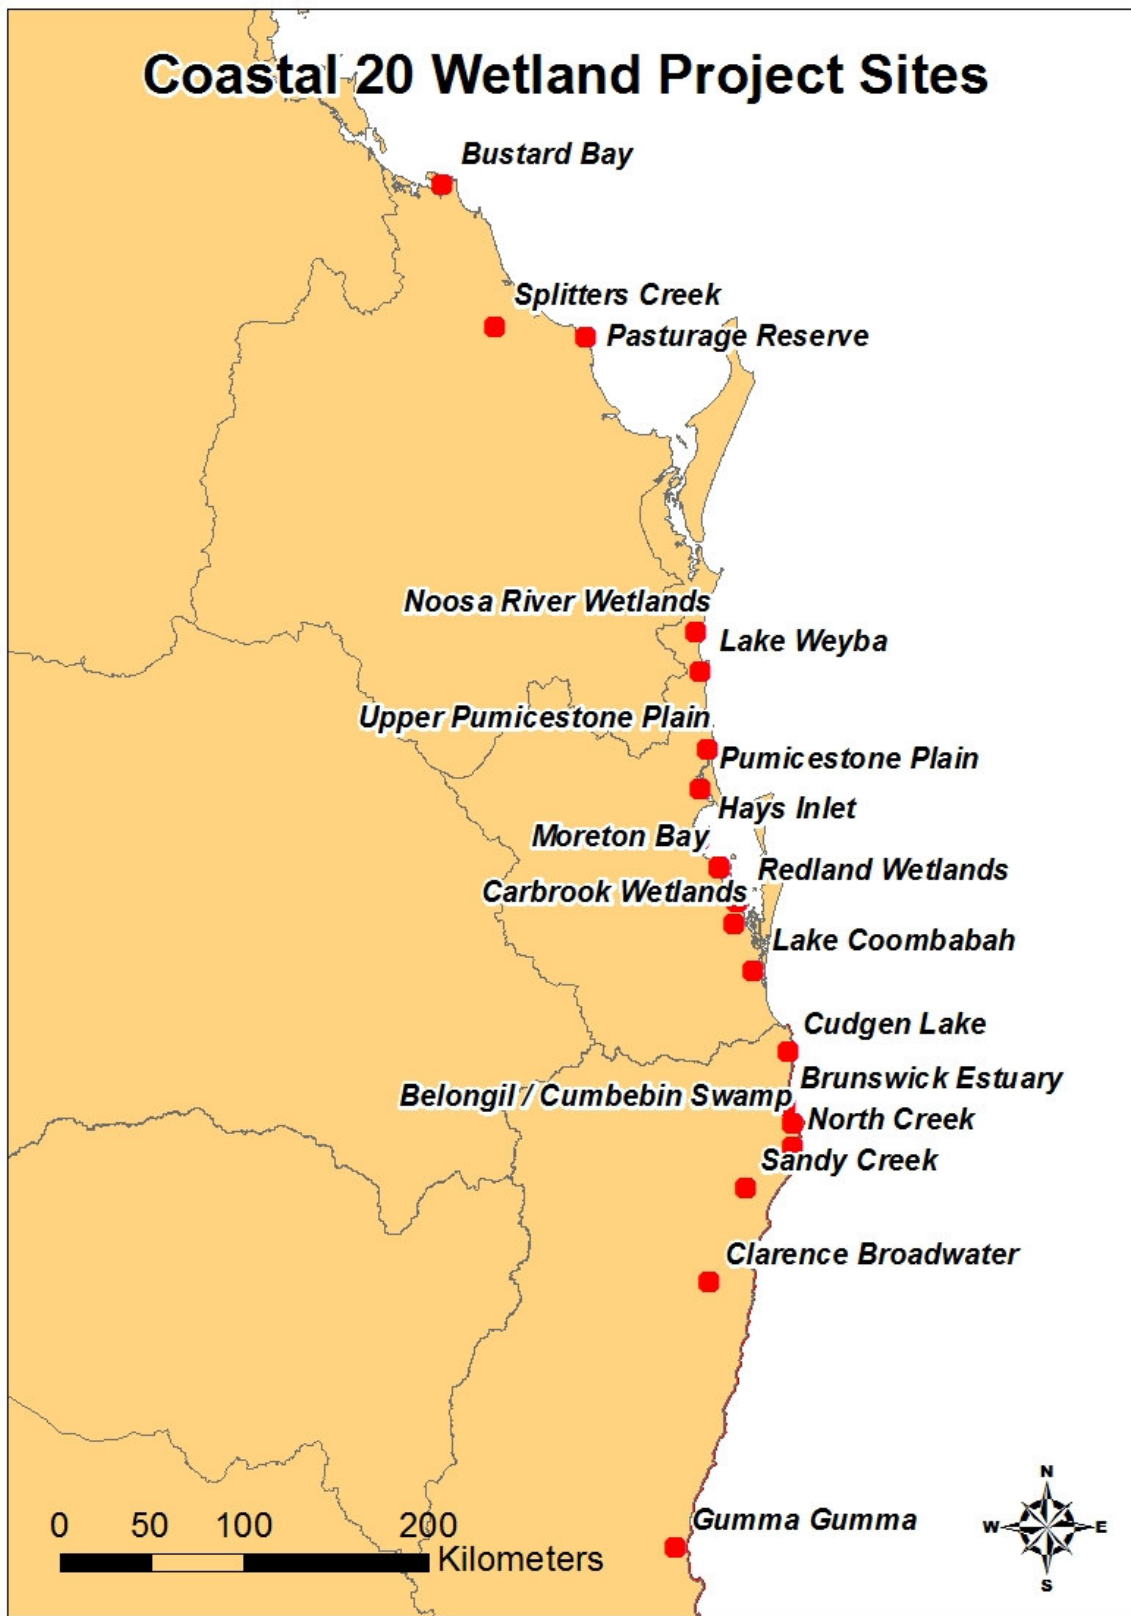 Coastal 20 Wetland Project Sites
Bustard Bay
Splitters Creek
Pasturage Reserve
Noosa River Wetlands
Lake Weyba
Upper Pumicestone Plain
Pumicestone Plain
Hays Inlet
Moreton Bay
Redland Wetlands
Carbrook Wetlands
Lake Coombabah
Cudgen Lake
Brunswick Estuary
Belongil / Cumbebin Swamp
North Creek
Sandy Creek
Clarence Broadwater
Gumma Gumma
0 50 100 200
Kilometers
N
W E
S